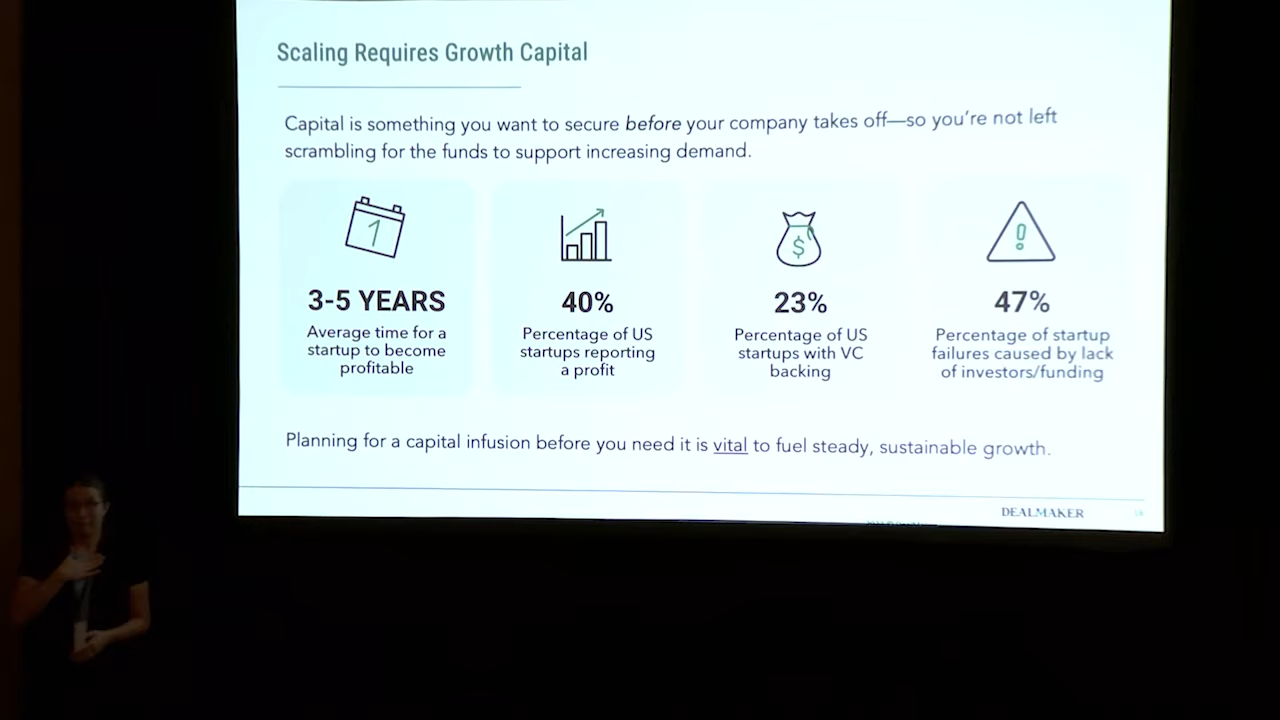 Scaling Requires Growth Capital
Capital is something you want to secure before your company takes off—so you're not left
scrambling for the funds to support increasing demand.
1
3-5 YEARS
Average time for a
startup to become
profitable
40%
Percentage of US
startups reporting
a profit
$
23%
Percentage of US
startups with VC
backing
!
47%
Percentage of startup
failures caused by lack
of investors/funding
Planning for a capital infusion before you need it is vital to fuel steady, sustainable growth.
DEALMAKER